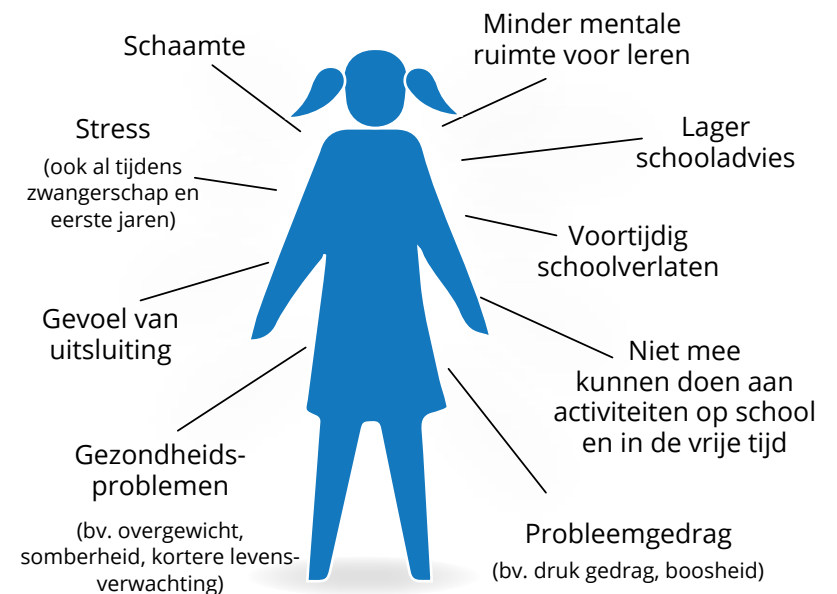 Schaamte
Stress
(ook al tijdens
zwangerschap en
eerste jaren)
Gevoel van
uitsluiting
Gezondheids-
problemen
(bv. overgewicht,
somberheid, kortere levens-
verwachting)
Minder mentale
ruimte voor leren
Lager
schooladvies
Voortijdig
schoolverlaten
Niet mee
kunnen doen aan
activiteiten op school
en in de vrije tijd
Probleemgedrag
(bv. druk gedrag, boosheid)